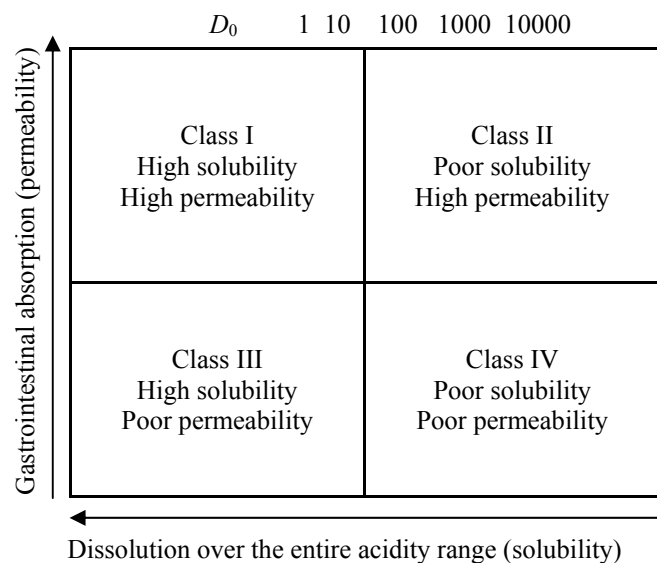 D₀ 1 10 100 1000 10000
Gastrointestinal absorption (permeability)
Class I
High solubility
High permeability
Class II
Poor solubility
High permeability
Class III
High solubility
Poor permeability
Class IV
Poor solubility
Poor permeability
Dissolution over the entire acidity range (solubility)